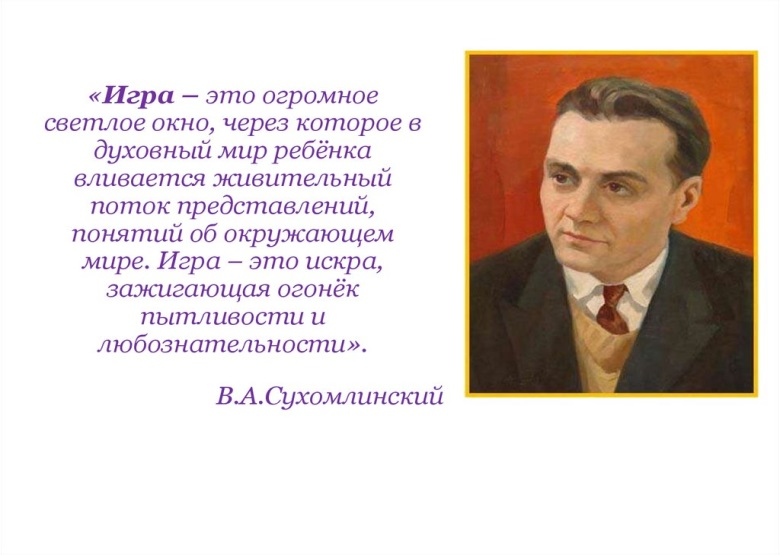 «Игра – это огромное
светлое окно, через которое в
духовный мир ребёнка
вливается живительный
поток представлений,
понятий об окружающем
мире. Игра – это искра,
зажигающая огонёк
пытливости и
любознательности».
В.А.Сухомлинский